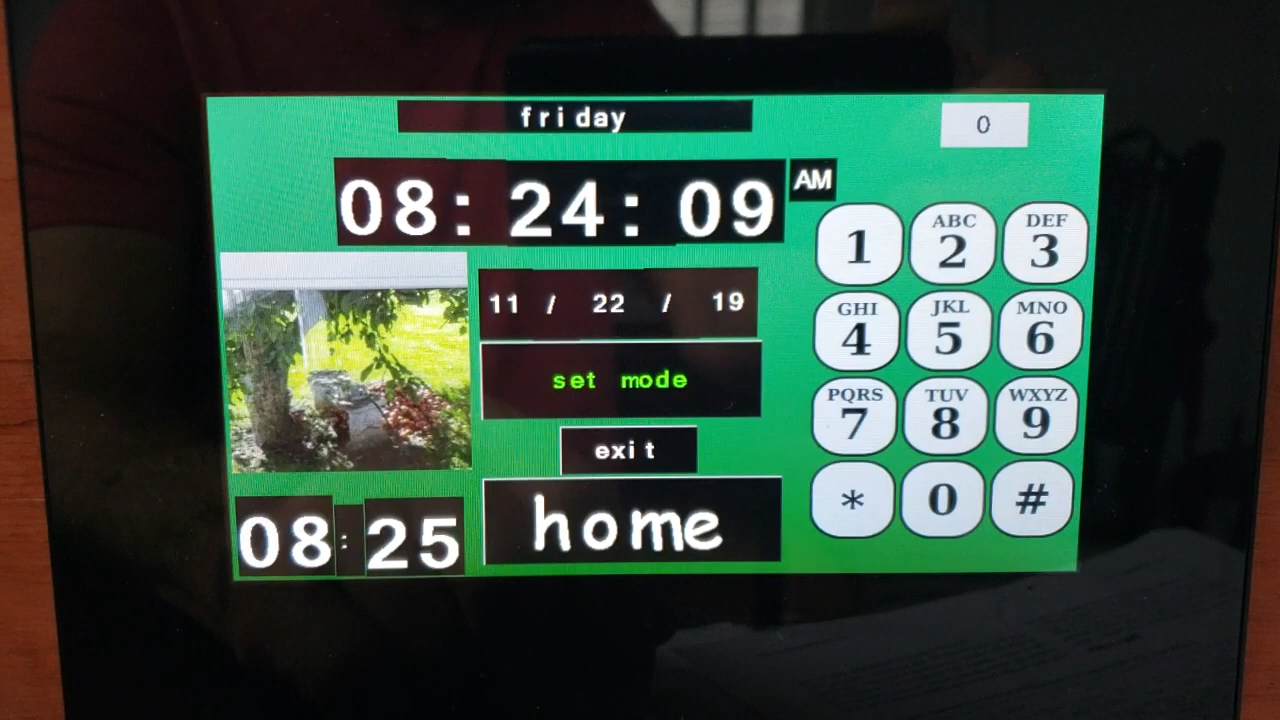 friday
0
08: 24: 09 AM
11 / 22 / 19
set mode
exit
home
08 : 25
1 ABC 2 DEF 3
GHI 4 JKL 5 MNO 6
PQRS 7 TUV 8 WXYZ 9
* 0 #